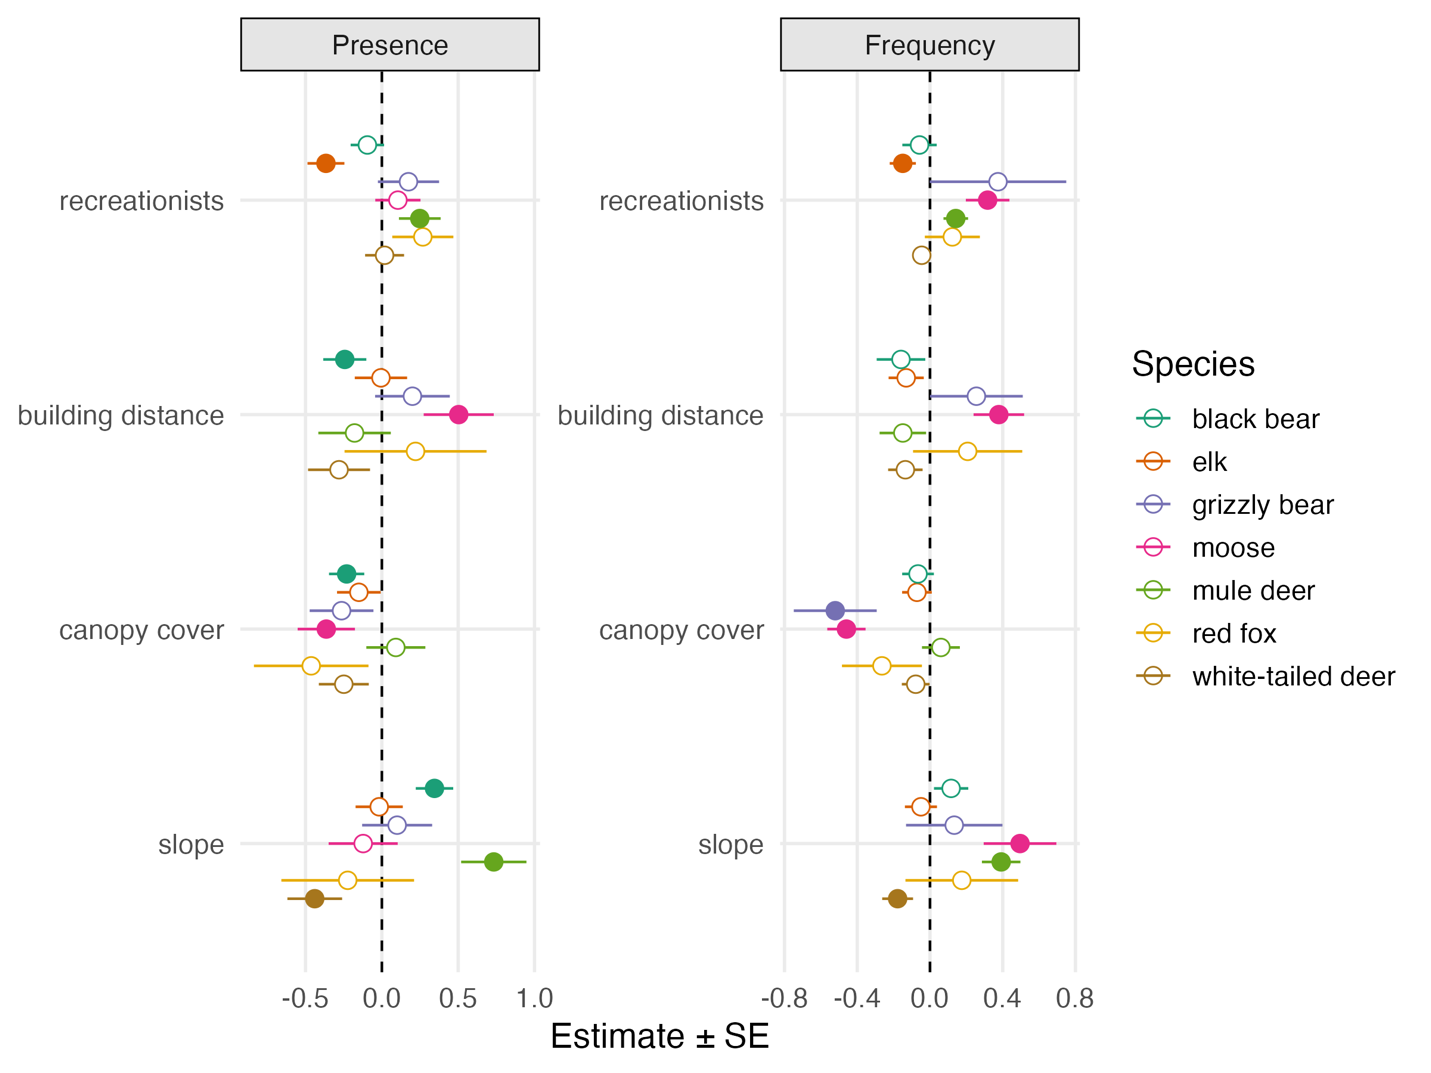 Presence
Frequency
recreationists
building distance
canopy cover
slope
recreationists
building distance
canopy cover
slope
-0.5 0.0 0.5 1.0
-0.8 -0.4 0.0 0.4 0.8
Estimate ± SE
Species
black bear
elk
grizzly bear
moose
mule deer
red fox
white-tailed deer